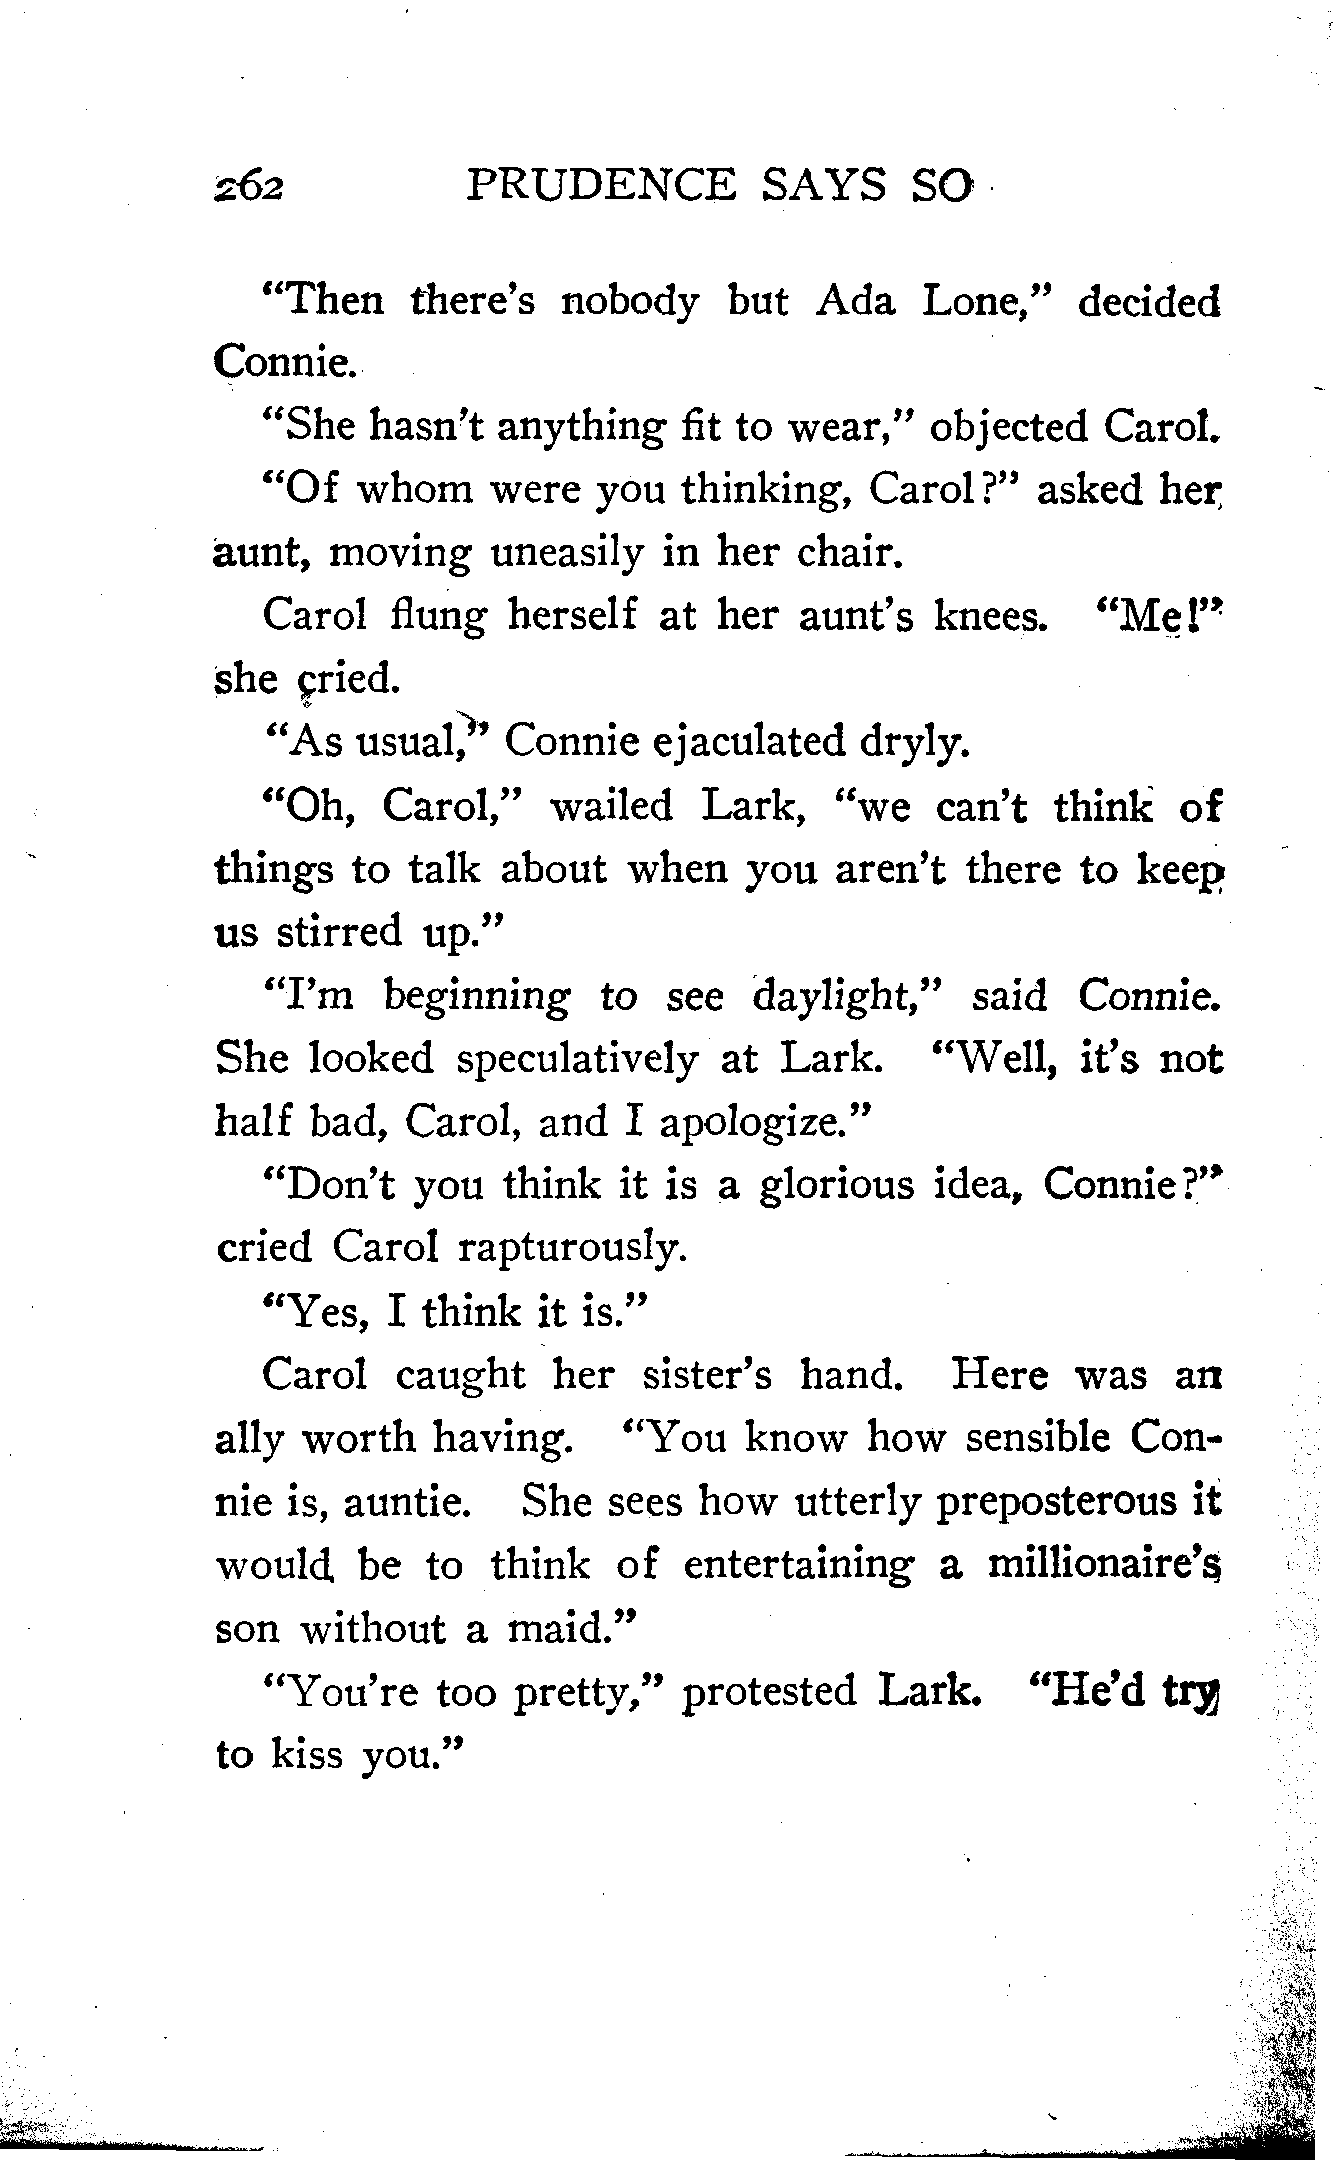 262 PRUDENCE SAYS SO
"Then there's nobody but Ada Lone," decided
Connie.
"She hasn't anything fit to wear," objected Carol.
"Of whom were you thinking, Carol?" asked her
aunt, moving uneasily in her chair.
Carol flung herself at her aunt's knees. "Me!"
she cried.
"As usual," Connie ejaculated dryly.
"Oh, Carol," wailed Lark, "we can't think of
things to talk about when you aren't there to keep
us stirred up."
"I'm beginning to see daylight," said Connie.
She looked speculatively at Lark. "Well, it's not
half bad, Carol, and I apologize."
"Don't you think it is a glorious idea, Connie?"
cried Carol rapturously.
"Yes, I think it is."
Carol caught her sister's hand. Here was an
ally worth having. "You know how sensible Con-
nie is, auntie. She sees how utterly preposterous it
would be to think of entertaining a millionaire's
son without a maid."
"You're too pretty," protested Lark. "He'd try
to kiss you."